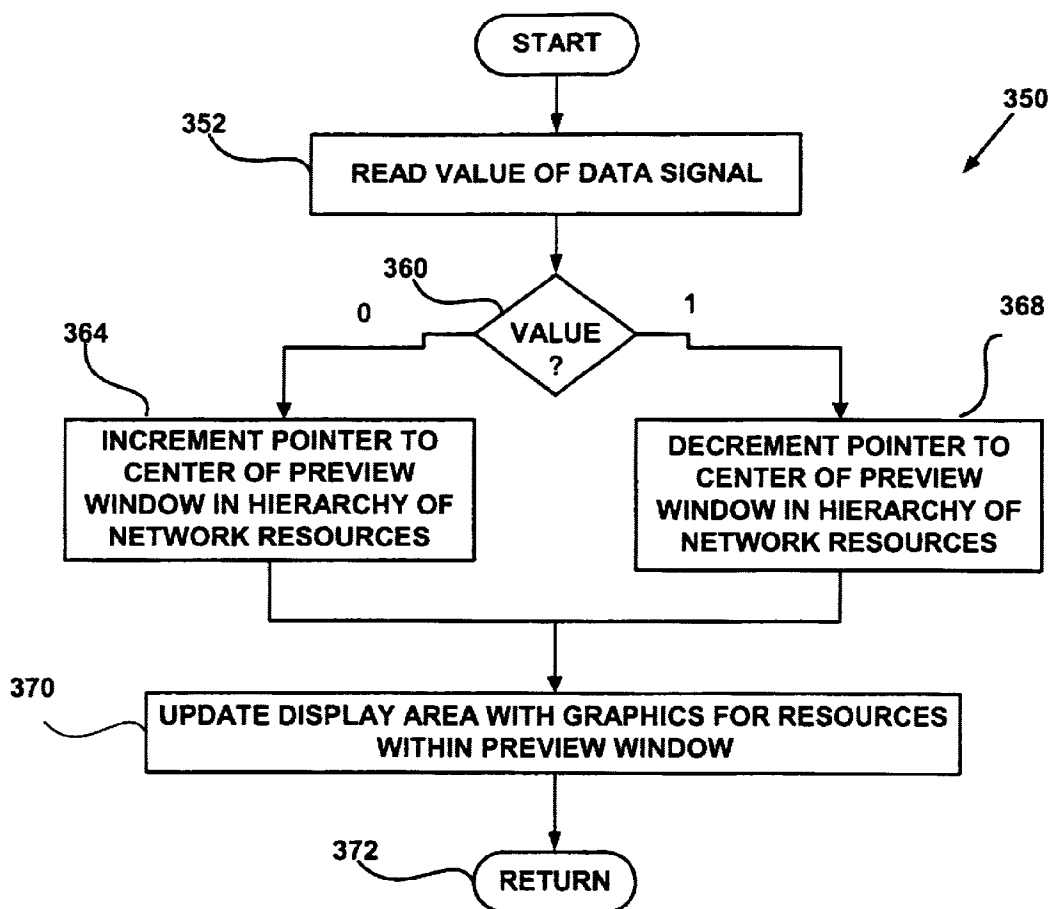 START
350
352
READ VALUE OF DATA SIGNAL
360
0
1
VALUE
?
364
368
INCREMENT POINTER TO
CENTER OF PREVIEW
WINDOW IN HIERARCHY OF
NETWORK RESOURCES
DECREMENT POINTER TO
CENTER OF PREVIEW
WINDOW IN HIERARCHY OF
NETWORK RESOURCES
370
UPDATE DISPLAY AREA WITH GRAPHICS FOR RESOURCES
WITHIN PREVIEW WINDOW
372
RETURN